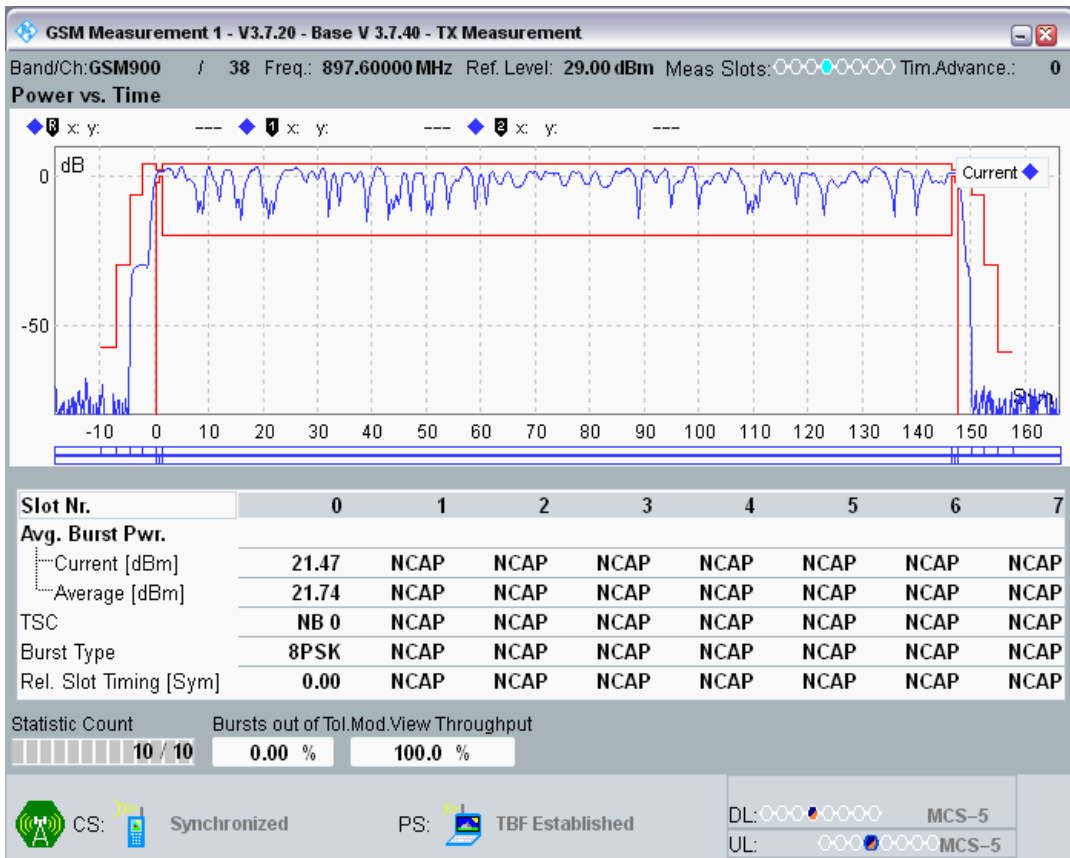 GSM Measurement 1 - V3.7.20 - Base V 3.7.40 - TX Measurement
Band/Ch:GSM900 / 38 Freq.: 897.60000 MHz Ref. Level: 29.00 dBm Meas Slots: Tim.Advance.: 0
Power vs. Time
R x: y: --- 1 x: y: --- 2 x: y: ---
dB
Current
0
-50
Sym
-10 0 10 20 30 40 50 60 70 80 90 100 110 120 130 140 150 160
Slot Nr. 0 1 2 3 4 5 6 7
Avg. Burst Pwr.
Current [dBm] 21.47 NCAP NCAP NCAP NCAP NCAP NCAP NCAP
Average [dBm] 21.74 NCAP NCAP NCAP NCAP NCAP NCAP NCAP
TSC NB 0 NCAP NCAP NCAP NCAP NCAP NCAP NCAP
Burst Type 8PSK NCAP NCAP NCAP NCAP NCAP NCAP NCAP
Rel. Slot Timing [Sym] 0.00 NCAP NCAP NCAP NCAP NCAP NCAP NCAP
Statistic Count Bursts out of Tol.Mod.View Throughput
10 / 10 0.00 % 100.0 %
CS: Synchronized PS: TBF Established DL: MCS-5
UL: MCS-5